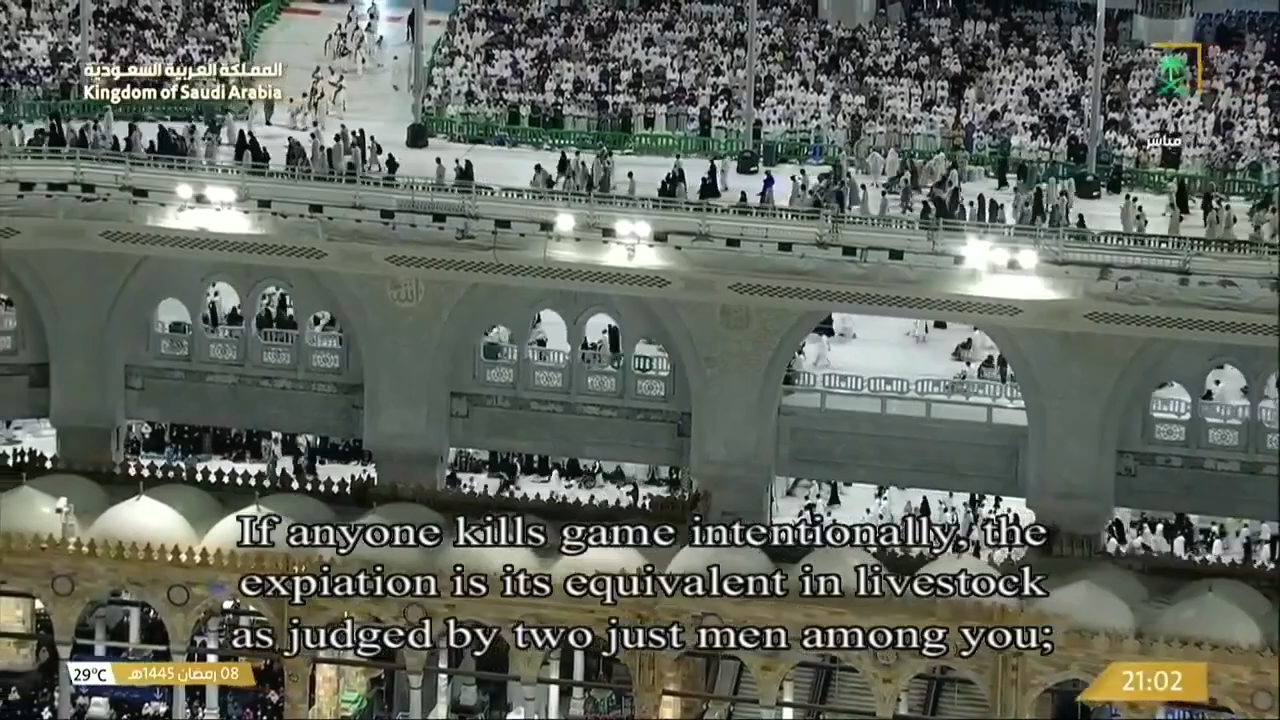 المملكة العربية السعودية
Kingdom of Saudi Arabia
مباشر
الله
If anyone kills game intentionally, the
expiation is its equivalent in livestock
as judged by two just men among you;
29°C
08 رمضان 1445هـ
21:02